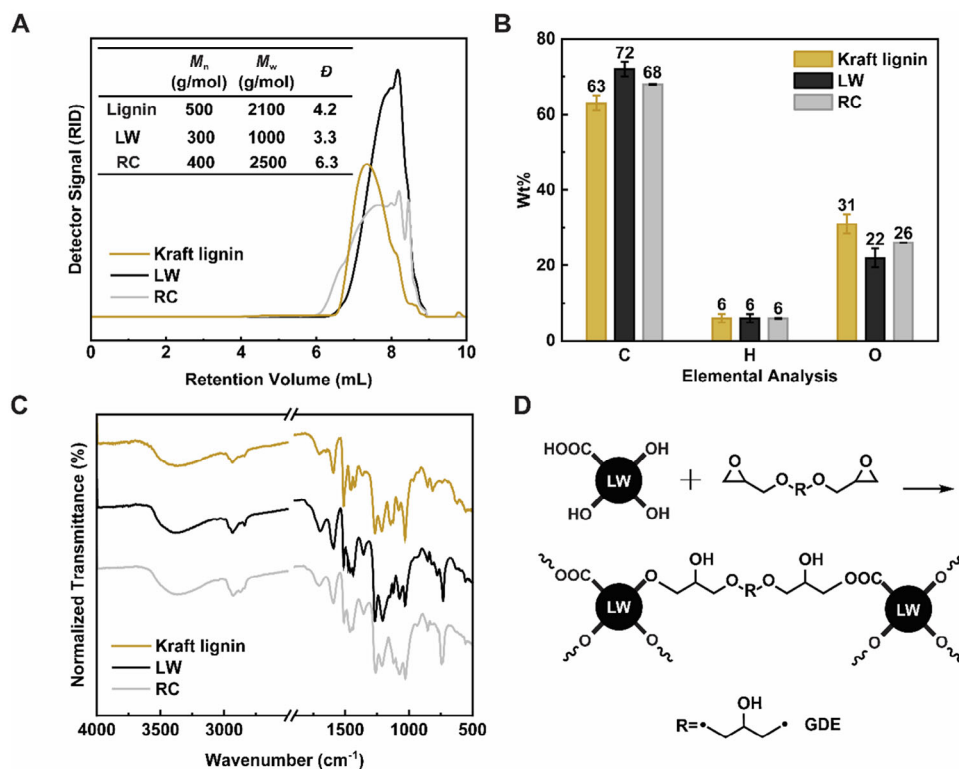 A
Mn Mw Đ
(g/mol) (g/mol)
Lignin 500 2100 4.2
LW 300 1000 3.3
RC 400 2500 6.3
Detector Signal (RID)
Kraft lignin
LW
RC
0 2 4 6 8 10
Retention Volume (mL)
B
80
60
40
20
0
Wt%
Kraft lignin
LW
RC
63 72 68
6 6 6
31 22 26
C H O
Elemental Analysis
C
Normalized Transmittance (%)
Kraft lignin
LW
RC
4000 3500 3000 1500 1000 500
Wavenumber (cm⁻¹)
D
HOOC OH
LW
HO OH
+
O O R O O
OH OH
OOC O O R O OOC O
LW LW
O O O O
OH
R= GDE